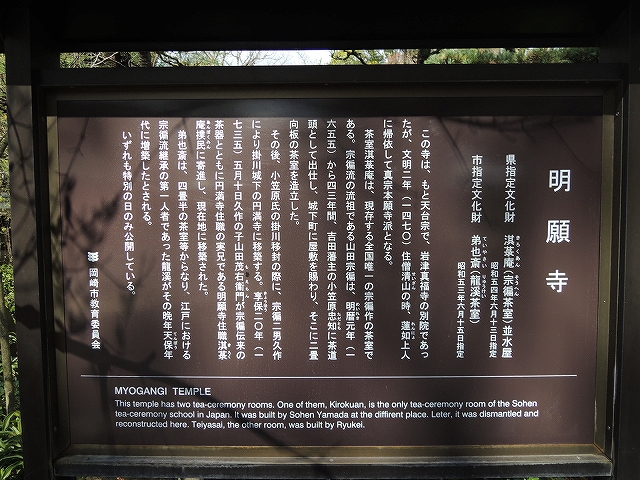 明願寺
県指定文化財 淇菉庵(宗徧茶室)並水屋
昭和五四年六月十三日指定
市指定文化財 弟也斎(龍渓茶室)
昭和五三年六月十三日指定
この寺は、もと天台宗で、岩津真福寺の別院であっ
たが、文明二年(一四七〇)住僧清山の時、蓮如上人
に帰依して真宗本願寺派となる。
茶室淇菉庵は、現存する全国唯一の宗徧作の茶室で
ある。宗徧流の流祖である山田宗徧は、明暦元年(一
六五五)から四三年間、吉田藩主の小笠原忠知に茶道
頭として出仕し、城下町に屋敷を賜わり、そこに二畳
向板の茶室を造立した。
その後、小笠原氏の掛川移封の際に、宗徧二男久作
により掛川城下の円満寺に移築する。享保二〇年(一
七三五)五月十日久作の子山田茂右衛門が宗徧伝来の
茶器とともに円満寺住職の実兄である明願寺住職淇菉
庵撲民に寄進し、現在地に移築された。
弟也斎は、四畳半の茶室等からなり、江戸における
宗徧流継承の第一人者であった龍渓がその晩年天保年
代に増築したとされる。
いずれも特別の日のみ公開している。
岡崎市教育委員会
MYOGANGI TEMPLE
This temple has two tea-ceremony rooms. One of them, Kirokuan, is the only tea-ceremony room of the Sohen
tea-ceremony school in Japan. It was built by Sohen Yamada at the diffirent place. Leter, it was dismantled and
reconstructed here. Teiyasai, the other room, was built by Ryukei.